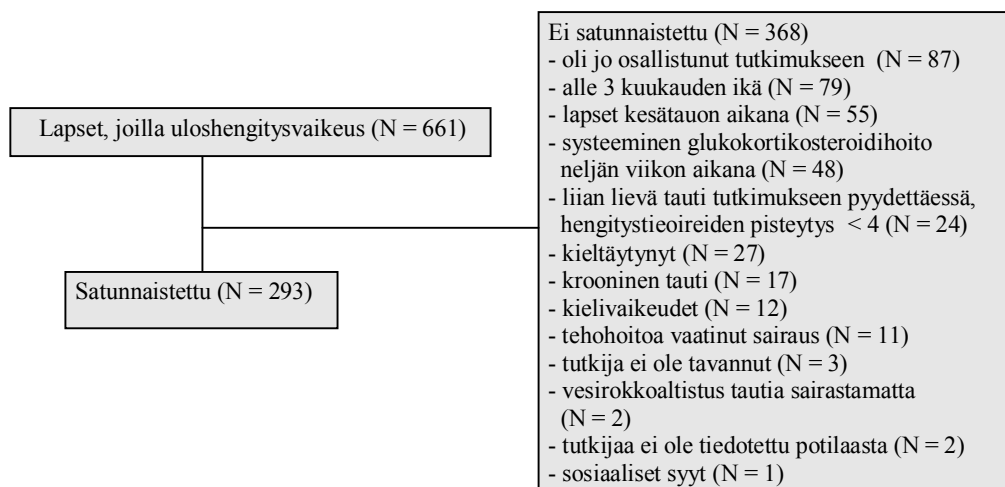 Lapset, joilla uloshengitysvaikeus (N = 661)
Satunnaistettu (N = 293)
Ei satunnaistettu (N = 368)
- oli jo osallistunut tutkimukseen (N = 87)
- alle 3 kuukauden ikä (N = 79)
- lapset kesätauon aikana (N = 55)
- systeeminen glukokortikosteroidihoito
neljän viikon aikana (N = 48)
- liian lievä tauti tutkimukseen pyydettäessä,
hengitystieoireiden pisteytys < 4 (N = 24)
- kieltäytynyt (N = 27)
- krooninen tauti (N = 17)
- kielivaikeudet (N = 12)
- tehohoitoa vaatinut sairaus (N = 11)
- tutkija ei ole tavannut (N = 3)
- vesirokkoaltistus tautia sairastamatta
(N = 2)
- tutkijaa ei ole tiedotettu potilaasta (N = 2)
- sosiaaliset syyt (N = 1)